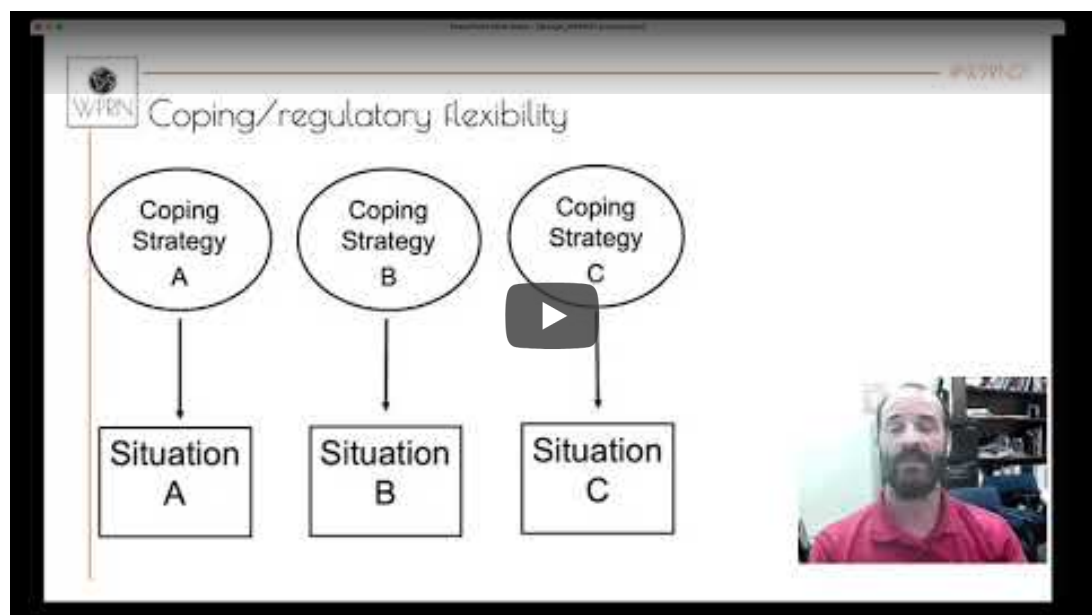 WPRN
Coping/regulatory flexibility
Coping
Strategy
A
Coping
Strategy
B
Coping
Strategy
C
Situation
A
Situation
B
Situation
C